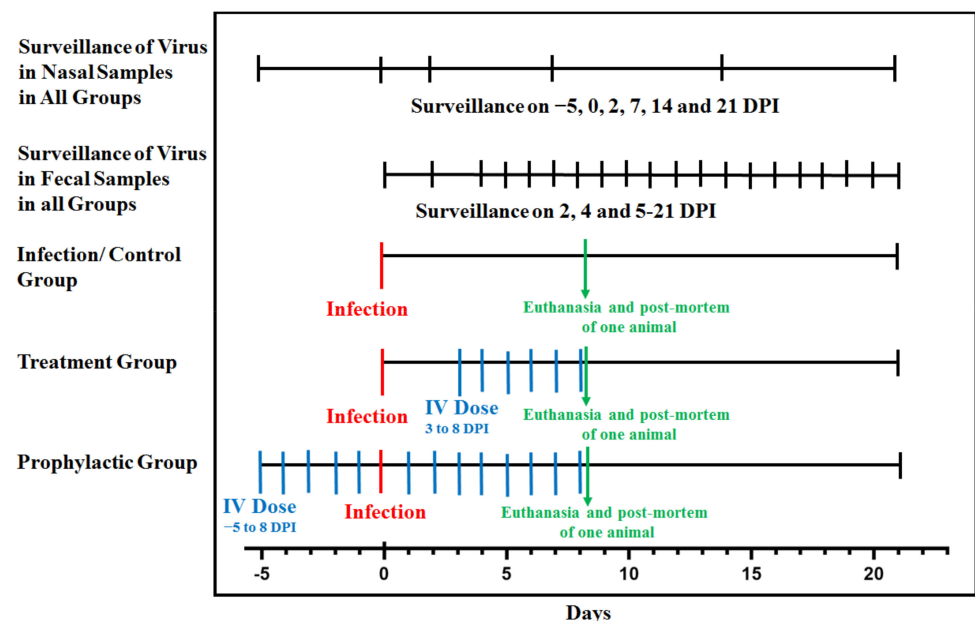 Surveillance of Virus
in Nasal Samples
in All Groups
Surveillance on −5, 0, 2, 7, 14 and 21 DPI
Surveillance of Virus
in Fecal Samples
in all Groups
Surveillance on 2, 4 and 5-21 DPI
Infection/ Control
Group
Infection
Euthanasia and post-mortem
of one animal
Treatment Group
Infection
IV Dose
3 to 8 DPI
Euthanasia and post-mortem
of one animal
Prophylactic Group
IV Dose
−5 to 8 DPI
Infection
Euthanasia and post-mortem
of one animal
-5 0 5 10 15 20
Days